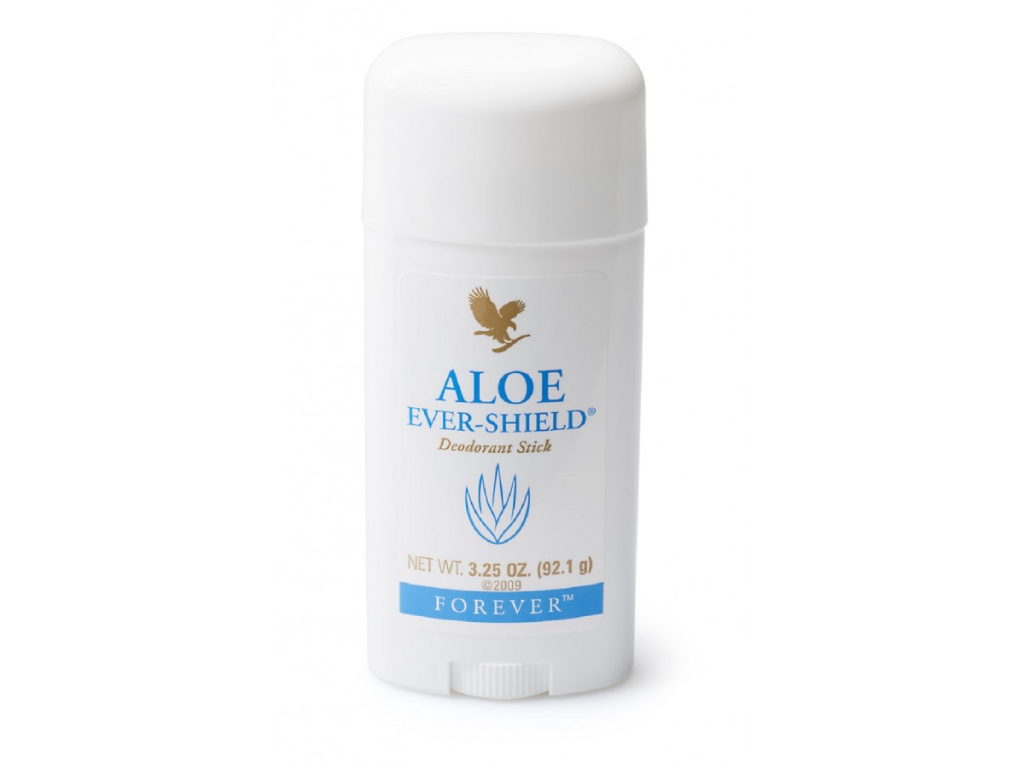 ALOE
EVER-SHIELD®
Deodorant Stick
NET WT. 3.25 OZ. (92.1 g)
©2009
FOREVER™